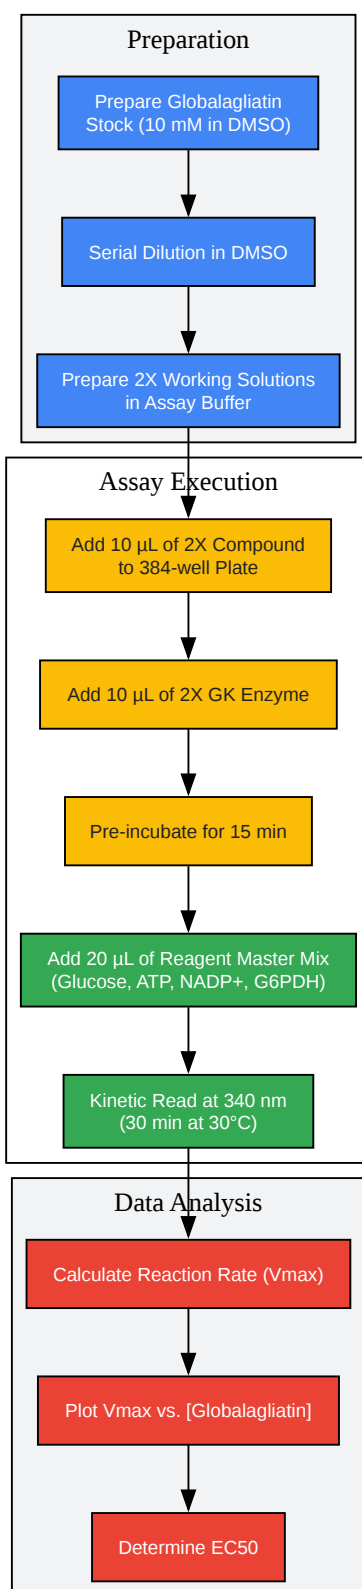 Preparation
Prepare Globalagliatin
Stock (10 mM in DMSO)
Serial Dilution in DMSO
Prepare 2X Working Solutions
in Assay Buffer
Assay Execution
Add 10 µL of 2X Compound
to 384-well Plate
Add 10 µL of 2X GK Enzyme
Pre-incubate for 15 min
Add 20 µL of Reagent Master Mix
(Glucose, ATP, NADP+, G6PDH)
Kinetic Read at 340 nm
(30 min at 30°C)
Data Analysis
Calculate Reaction Rate (Vmax)
Plot Vmax vs. [Globalagliatin]
Determine EC50